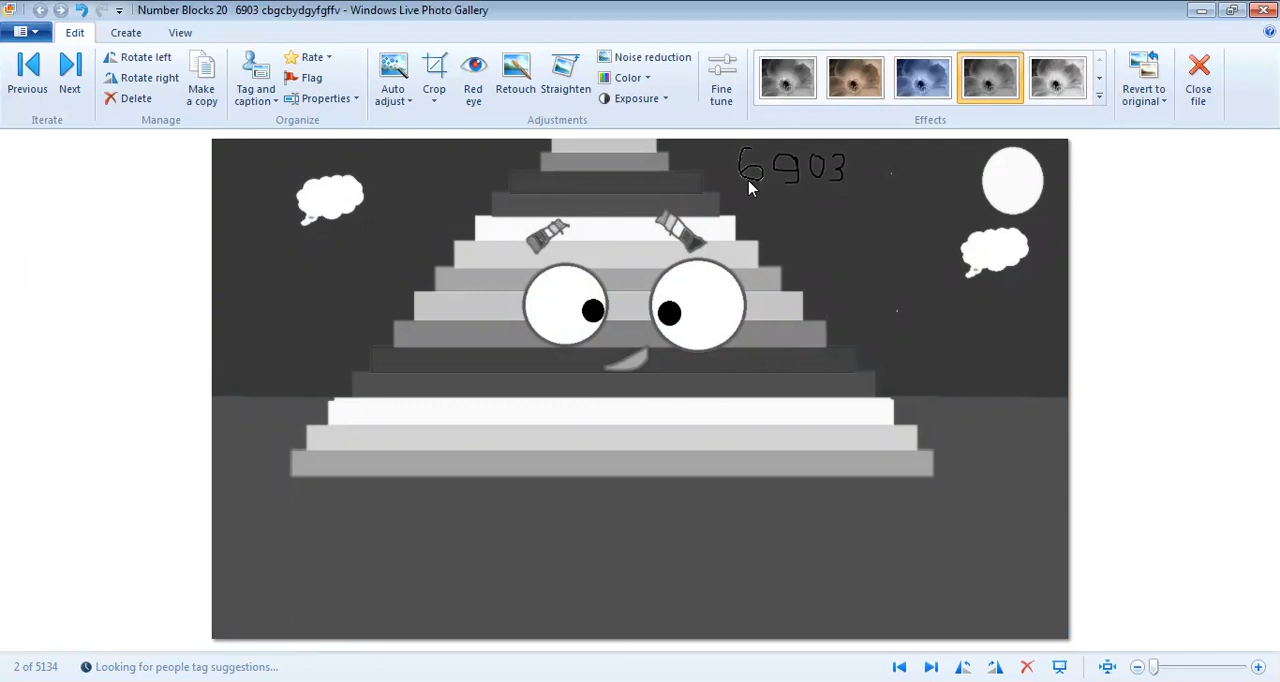 Number Blocks 20   6903 cbgcbydgyfgffv - Windows Live Photo Gallery
Edit Create View
Previous Next
Rotate left
Rotate right
Delete
Make a copy
Tag and caption
Rate
Flag
Properties
Auto adjust
Crop
Red eye
Retouch
Straighten
Noise reduction
Color
Exposure
Fine tune
Revert to original
Close file
Iterate Manage Organize Adjustments Effects
6903
2 of 5134 Looking for people tag suggestions...